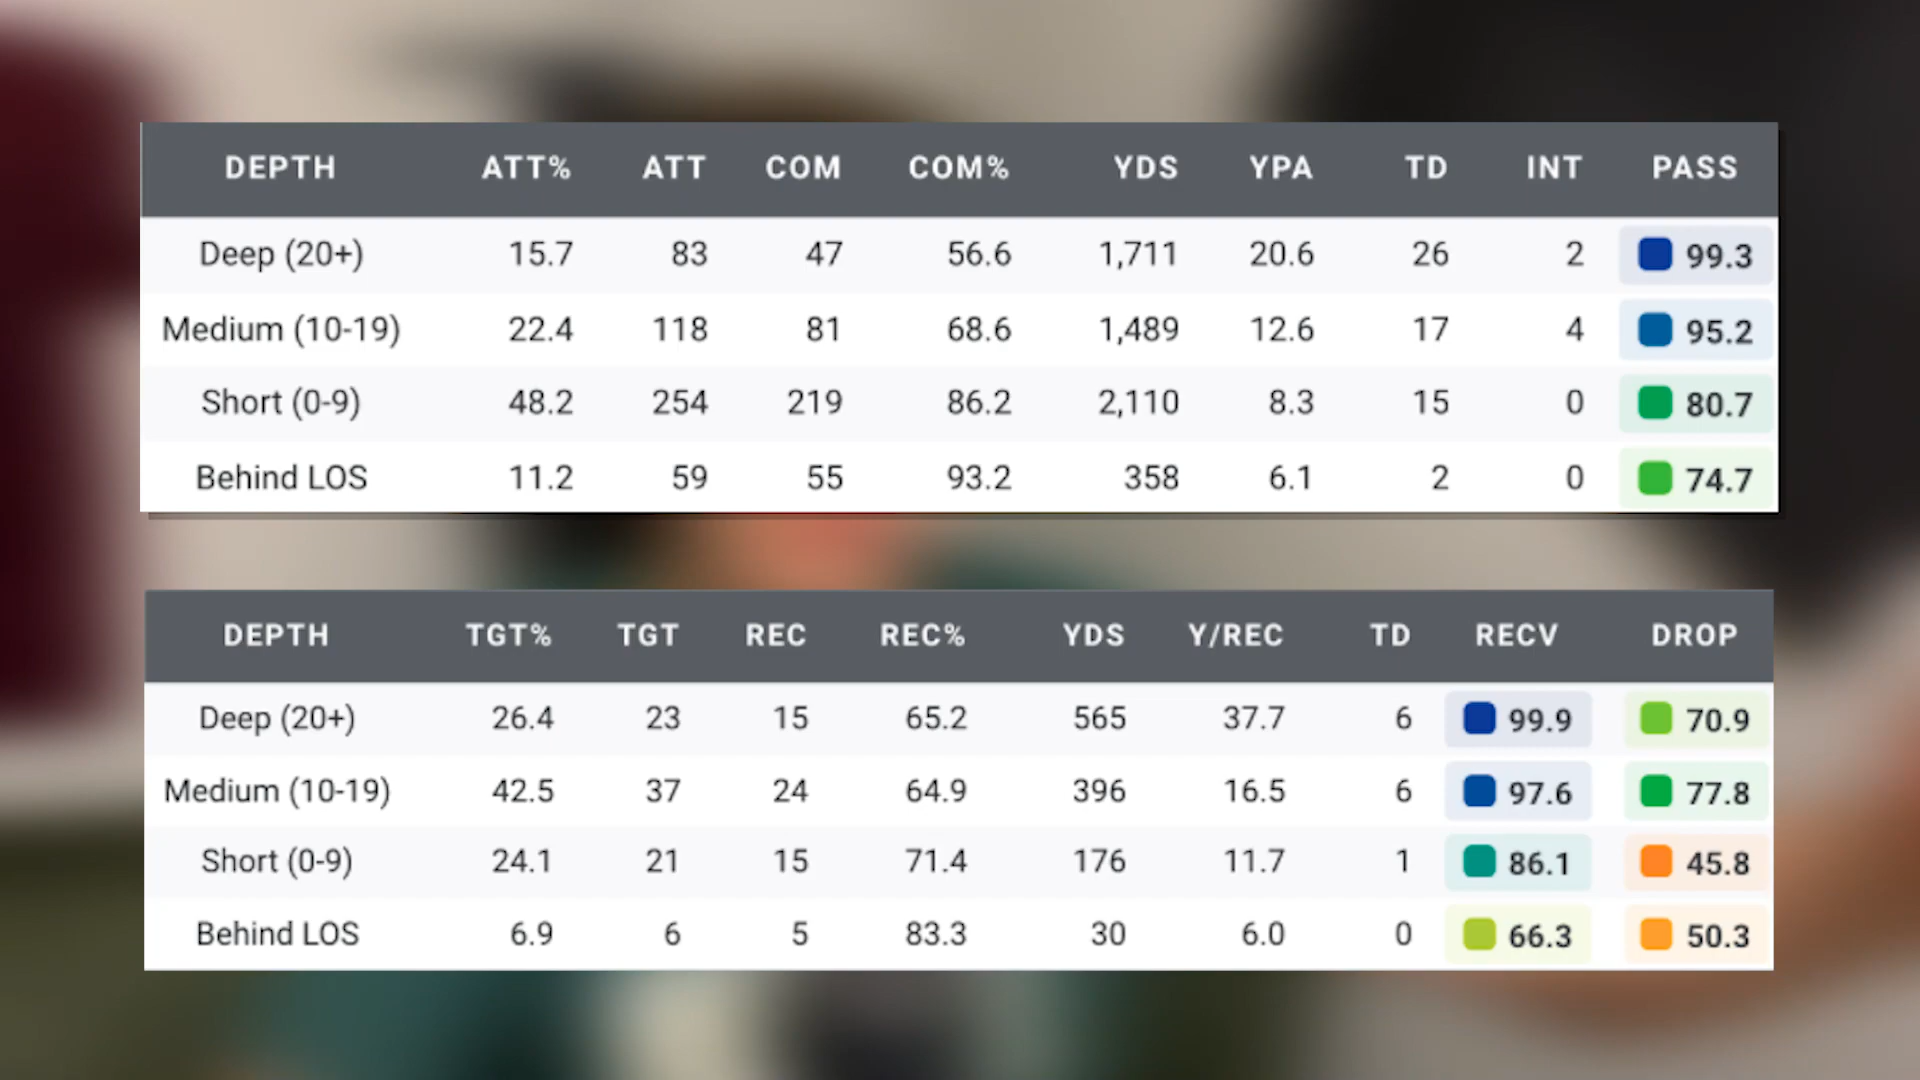 DEPTH ATT% ATT COM COM% YDS YPA TD INT PASS
Deep (20+) 15.7 83 47 56.6 1,711 20.6 26 2 99.3
Medium (10-19) 22.4 118 81 68.6 1,489 12.6 17 4 95.2
Short (0-9) 48.2 254 219 86.2 2,110 8.3 15 0 80.7
Behind LOS 11.2 59 55 93.2 358 6.1 2 0 74.7
DEPTH TGT% TGT REC REC% YDS Y/REC TD RECV DROP
Deep (20+) 26.4 23 15 65.2 565 37.7 6 99.9 70.9
Medium (10-19) 42.5 37 24 64.9 396 16.5 6 97.6 77.8
Short (0-9) 24.1 21 15 71.4 176 11.7 1 86.1 45.8
Behind LOS 6.9 6 5 83.3 30 6.0 0 66.3 50.3